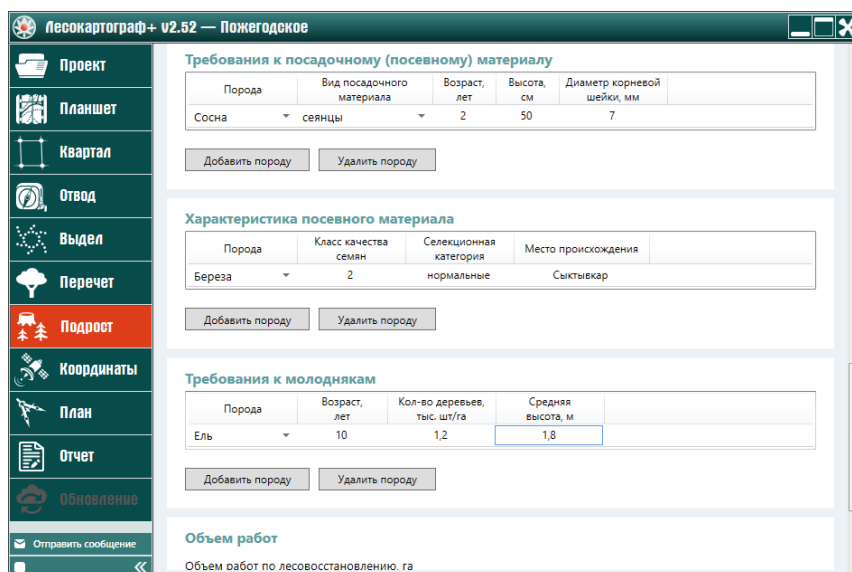 Лесокартограф+ v2.52 — Пожегодское
Проект
Планшет
Квартал
Отвод
Выдел
Перечет
Подрост
Координаты
План
Отчет
Обновление
Отправить сообщение
Требования к посадочному (посевному) материалу
Порода Вид посадочного материала Возраст, лет Высота, см Диаметр корневой шейки, мм
Сосна сеянцы 2 50 7
Добавить породу Удалить породу
Характеристика посевного материала
Порода Класс качества семян Селекционная категория Место происхождения
Береза 2 нормальные Сыктывкар
Добавить породу Удалить породу
Требования к молоднякам
Порода Возраст, лет Кол-во деревьев, тыс. шт/га Средняя высота, м
Ель 10 1,2 1,8
Добавить породу Удалить породу
Объем работ
Объем работ по лесовосстановлению, га